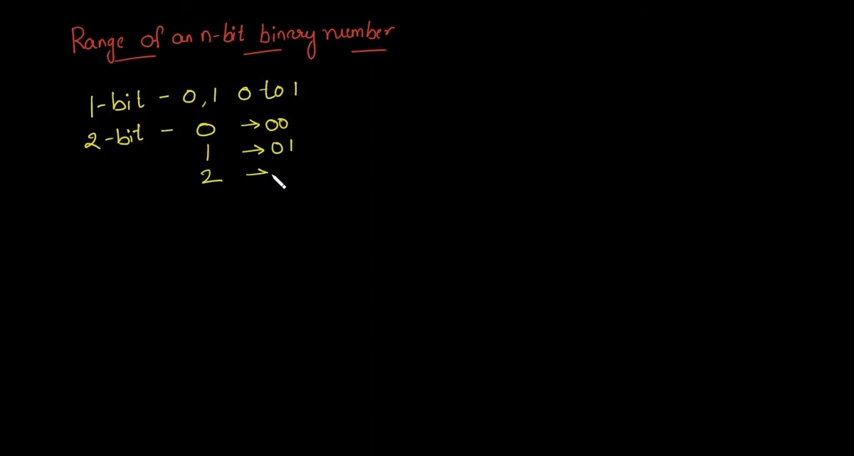 Range of an n-bit binary number
1-bit - 0,1 0 to 1
2-bit - 0 → 00
1 → 01
2 →